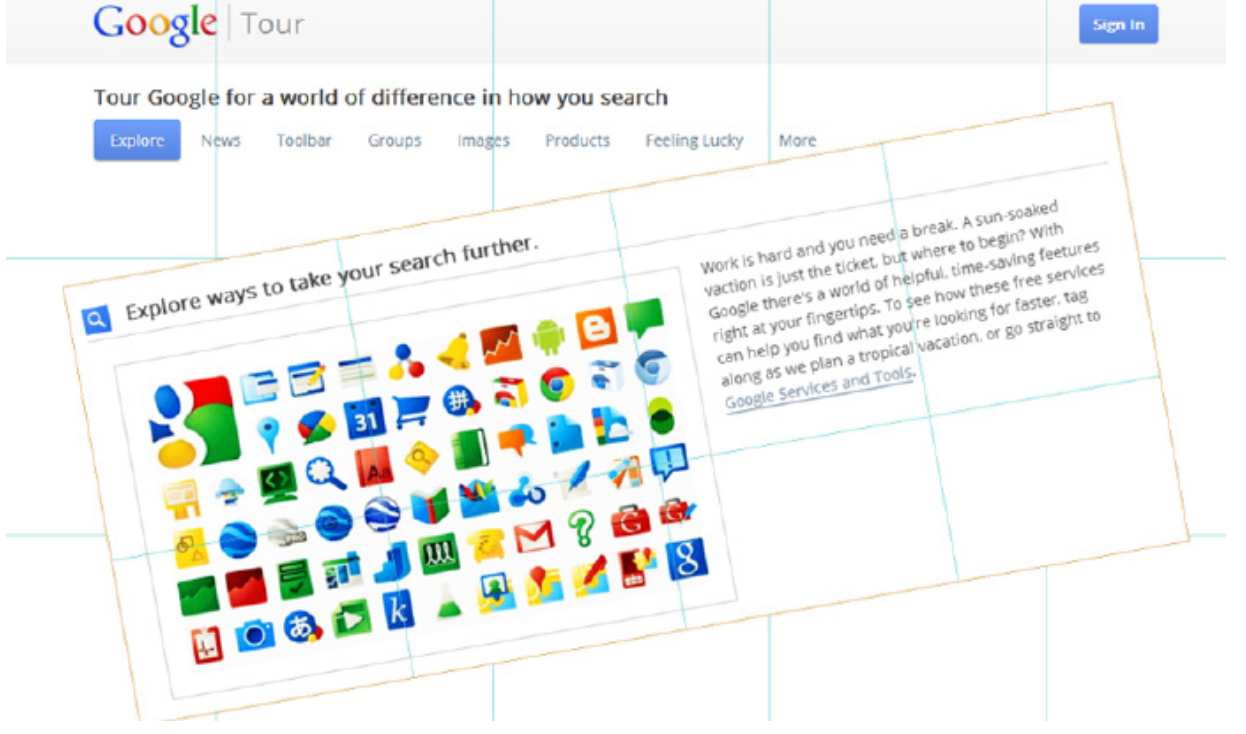 Google Tour
Sign In
Tour Google for a world of difference in how you search
Explore News Toolbar Groups Images Products Feeling Lucky More
Explore ways to take your search further.
Work is hard and you need a break. A sun-soaked
vaction is just the ticket, but where to begin? With
Google there's a world of helpful, time-saving feetures
right at your fingertips. To see how these free services
can help you find what you're looking for faster, tag
along as we plan a tropical vacation, or go straight to
Google Services and Tools.
31
拼
Aa
PRO
G
あ
k
g